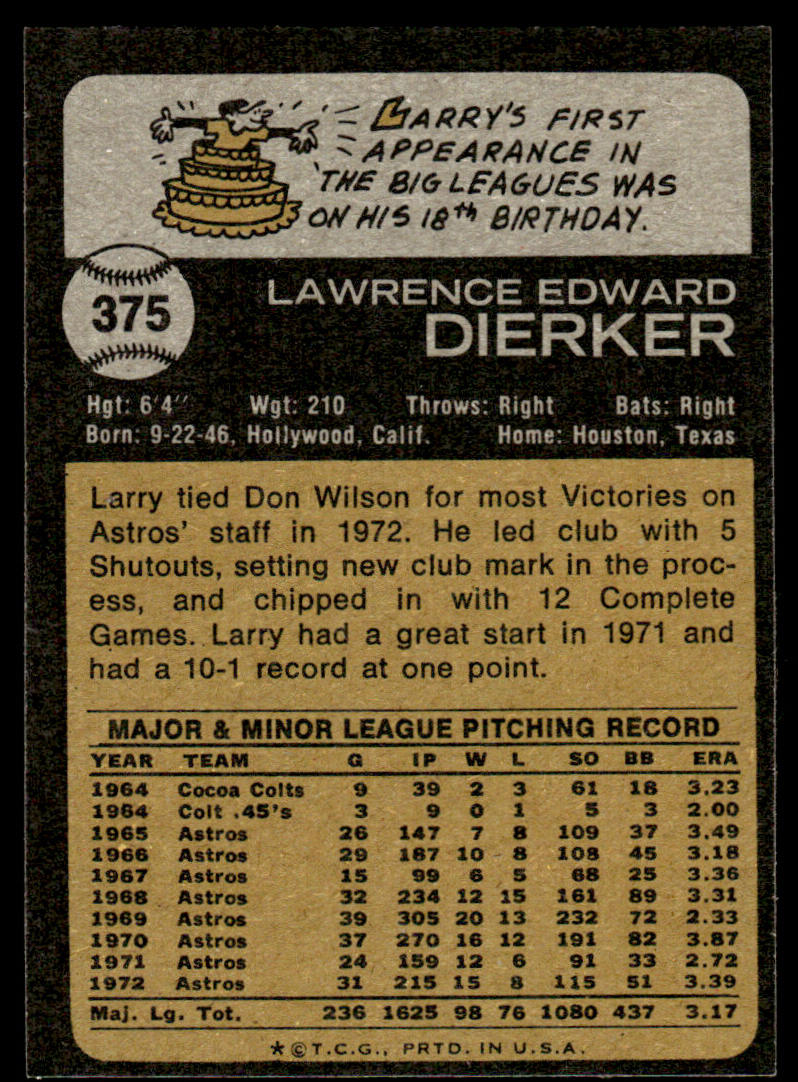 LARRY'S FIRST
APPEARANCE IN
THE BIG LEAGUES WAS
ON HIS 18th BIRTHDAY.
375
LAWRENCE EDWARD
DIERKER
Hgt: 6'4" Wgt: 210 Throws: Right Bats: Right
Born: 9-22-46, Hollywood, Calif. Home: Houston, Texas
Larry tied Don Wilson for most Victories on
Astros' staff in 1972. He led club with 5
Shutouts, setting new club mark in the proc-
ess, and chipped in with 12 Complete
Games. Larry had a great start in 1971 and
had a 10-1 record at one point.
MAJOR & MINOR LEAGUE PITCHING RECORD
YEAR TEAM G IP W L SO BB ERA
1964 Cocoa Colts 9 39 2 3 61 18 3.23
1964 Colt .45's 3 9 0 1 5 3 2.00
1965 Astros 26 147 7 8 109 37 3.49
1966 Astros 29 187 10 8 108 45 3.18
1967 Astros 15 99 6 5 68 25 3.36
1968 Astros 32 234 12 15 161 89 3.31
1969 Astros 39 305 20 13 232 72 2.33
1970 Astros 37 270 16 12 191 82 3.87
1971 Astros 24 159 12 6 91 33 2.72
1972 Astros 31 215 15 8 115 51 3.39
Maj. Lg. Tot. 236 1625 98 76 1080 437 3.17
*©T.C.G., PRTD. IN U.S.A.